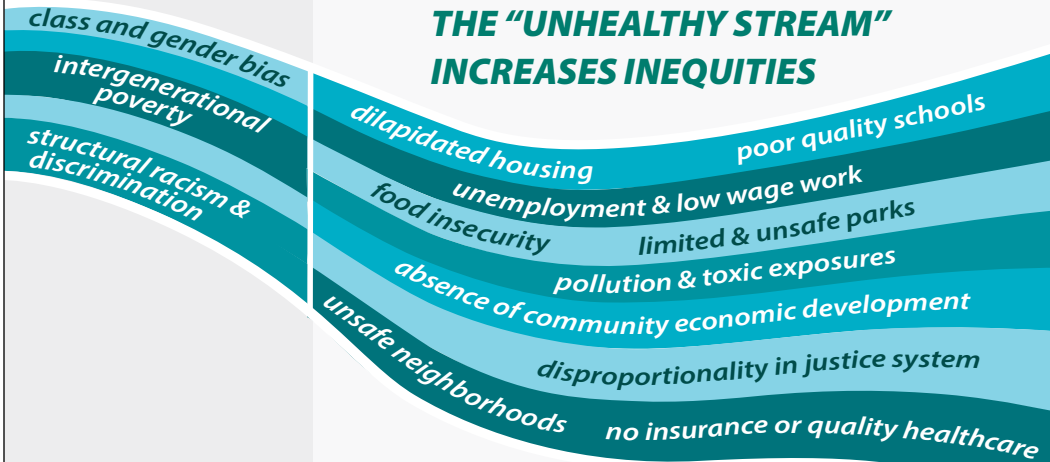 THE “UNHEALTHY STREAM”
INCREASES INEQUITIES
class and gender bias
intergenerational
poverty
structural racism &
discrimination
dilapidated housing
poor quality schools
unemployment & low wage work
food insecurity
limited & unsafe parks
pollution & toxic exposures
absence of community economic development
disproportionality in justice system
unsafe neighborhoods
no insurance or quality healthcare